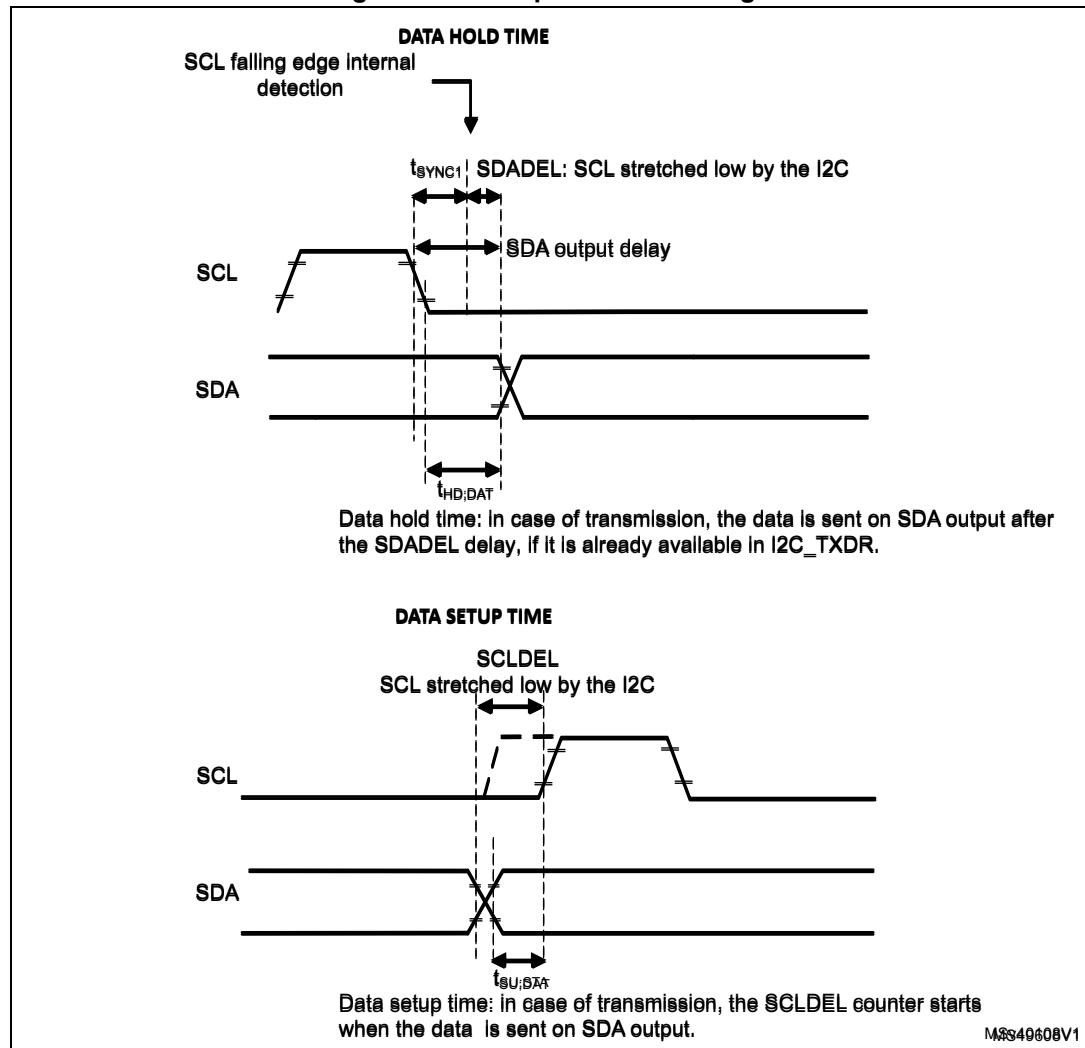 DATA HOLD TIME
SCL falling edge internal
detection
tSYNC1
SDADEL: SCL stretched low by the I2C
SDA output delay
SCL
SDA
tHD;DAT
Data hold time: in case of transmission, the data is sent on SDA output after
the SDADEL delay, if it is already available in I2C_TXDR.
DATA SETUP TIME
SCLDEL
SCL stretched low by the I2C
SCL
SDA
tSU;DAT
Data setup time: in case of transmission, the SCLDEL counter starts
when the data is sent on SDA output.